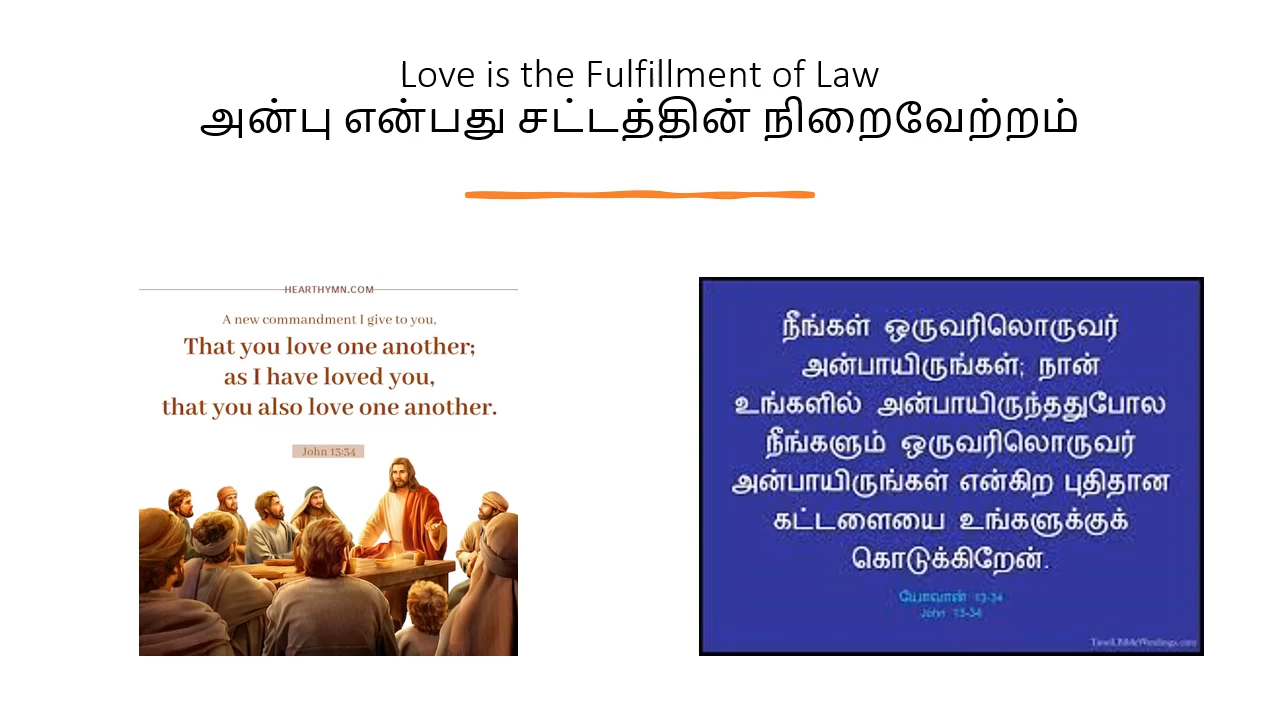 Love is the Fulfillment of Law
அன்பு என்பது சட்டத்தின் நிறைவேற்றம்
HEARTHYMN.COM
A new commandment I give to you,
That you love one another;
as I have loved you,
that you also love one another.
John 13:34
நீங்கள் ஒருவரிலொருவர்
அன்பாயிருங்கள்; நான்
உங்களில் அன்பாயிருந்ததுபோல
நீங்களும் ஒருவரிலொருவர்
அன்பாயிருங்கள் என்கிற புதிதான
கட்டளையை உங்களுக்குக்
கொடுக்கிறேன்.
யோவான் 13-34
John 13-34